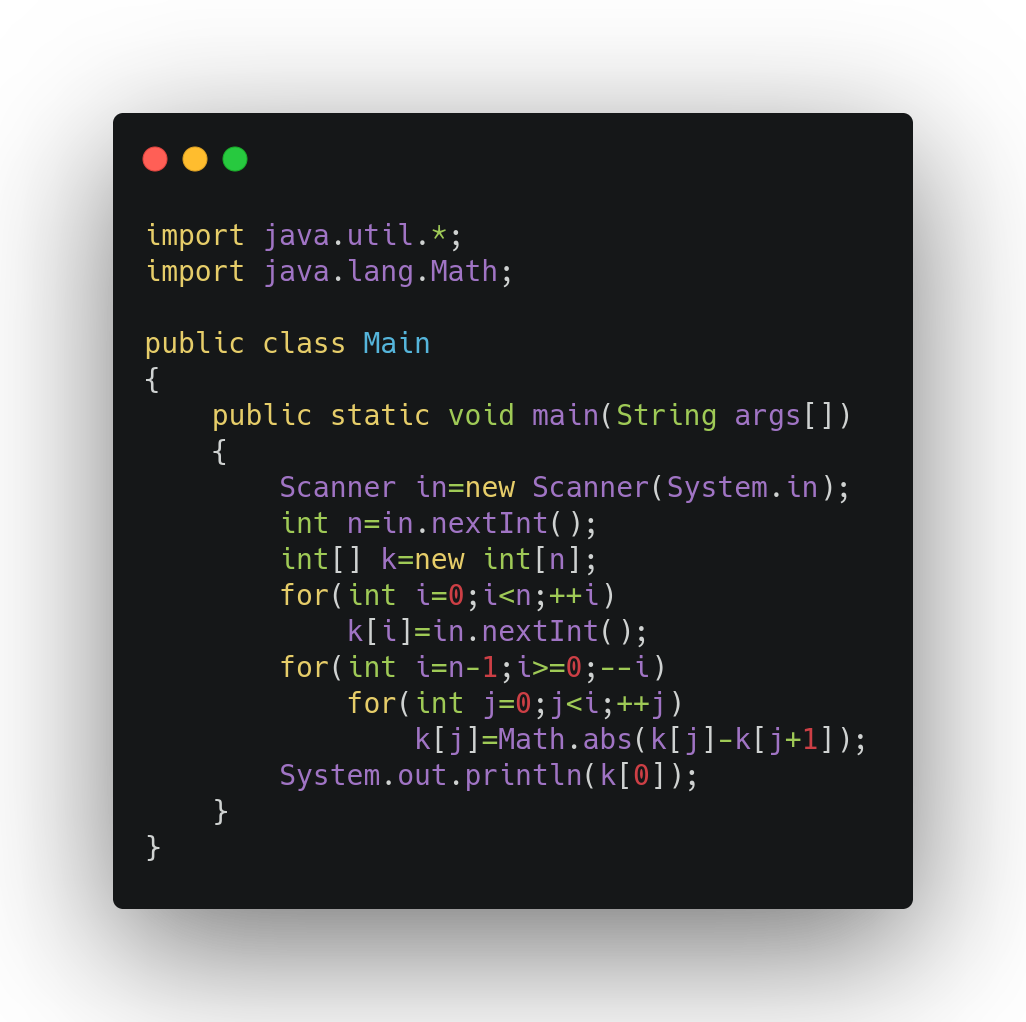 import java.util.*;
import java.lang.Math;

public class Main
{
    public static void main(String args[])
    {
        Scanner in=new Scanner(System.in);
        int n=in.nextInt();
        int[] k=new int[n];
        for(int i=0;i<n;++i)
            k[i]=in.nextInt();
        for(int i=n-1;i>=0;--i)
            for(int j=0;j<i;++j)
                k[j]=Math.abs(k[j]-k[j+1]);
        System.out.println(k[0]);
    }
}